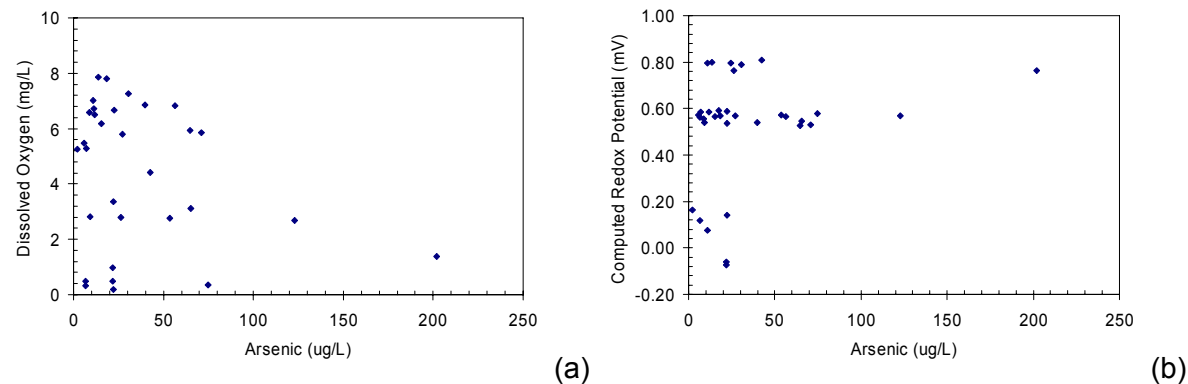 10
8
6
4
2
0
Dissolved Oxygen (mg/L)
0 50 100 150 200 250
Arsenic (ug/L)
(a)
1.00
0.80
0.60
0.40
0.20
0.00
-0.20
Computed Redox Potential (mV)
0 50 100 150 200 250
Arsenic (ug/L)
(b)